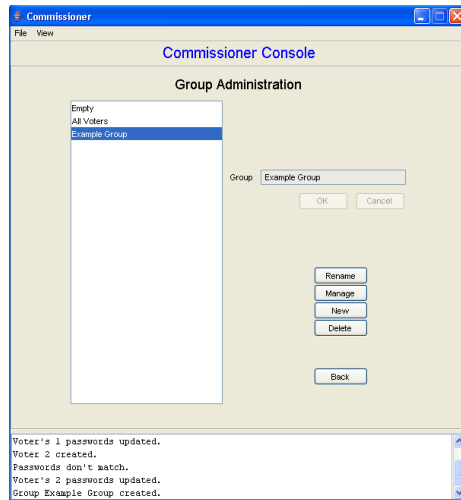 Commissioner
File View
Commissioner Console
Group Administration
Empty
All Voters
Example Group
Group Example Group
OK Cancel
Rename
Manage
New
Delete
Back
Voter's 1 passwords updated.
Voter 2 created.
Passwords don't match.
Voter's 2 passwords updated.
Group Example Group created.